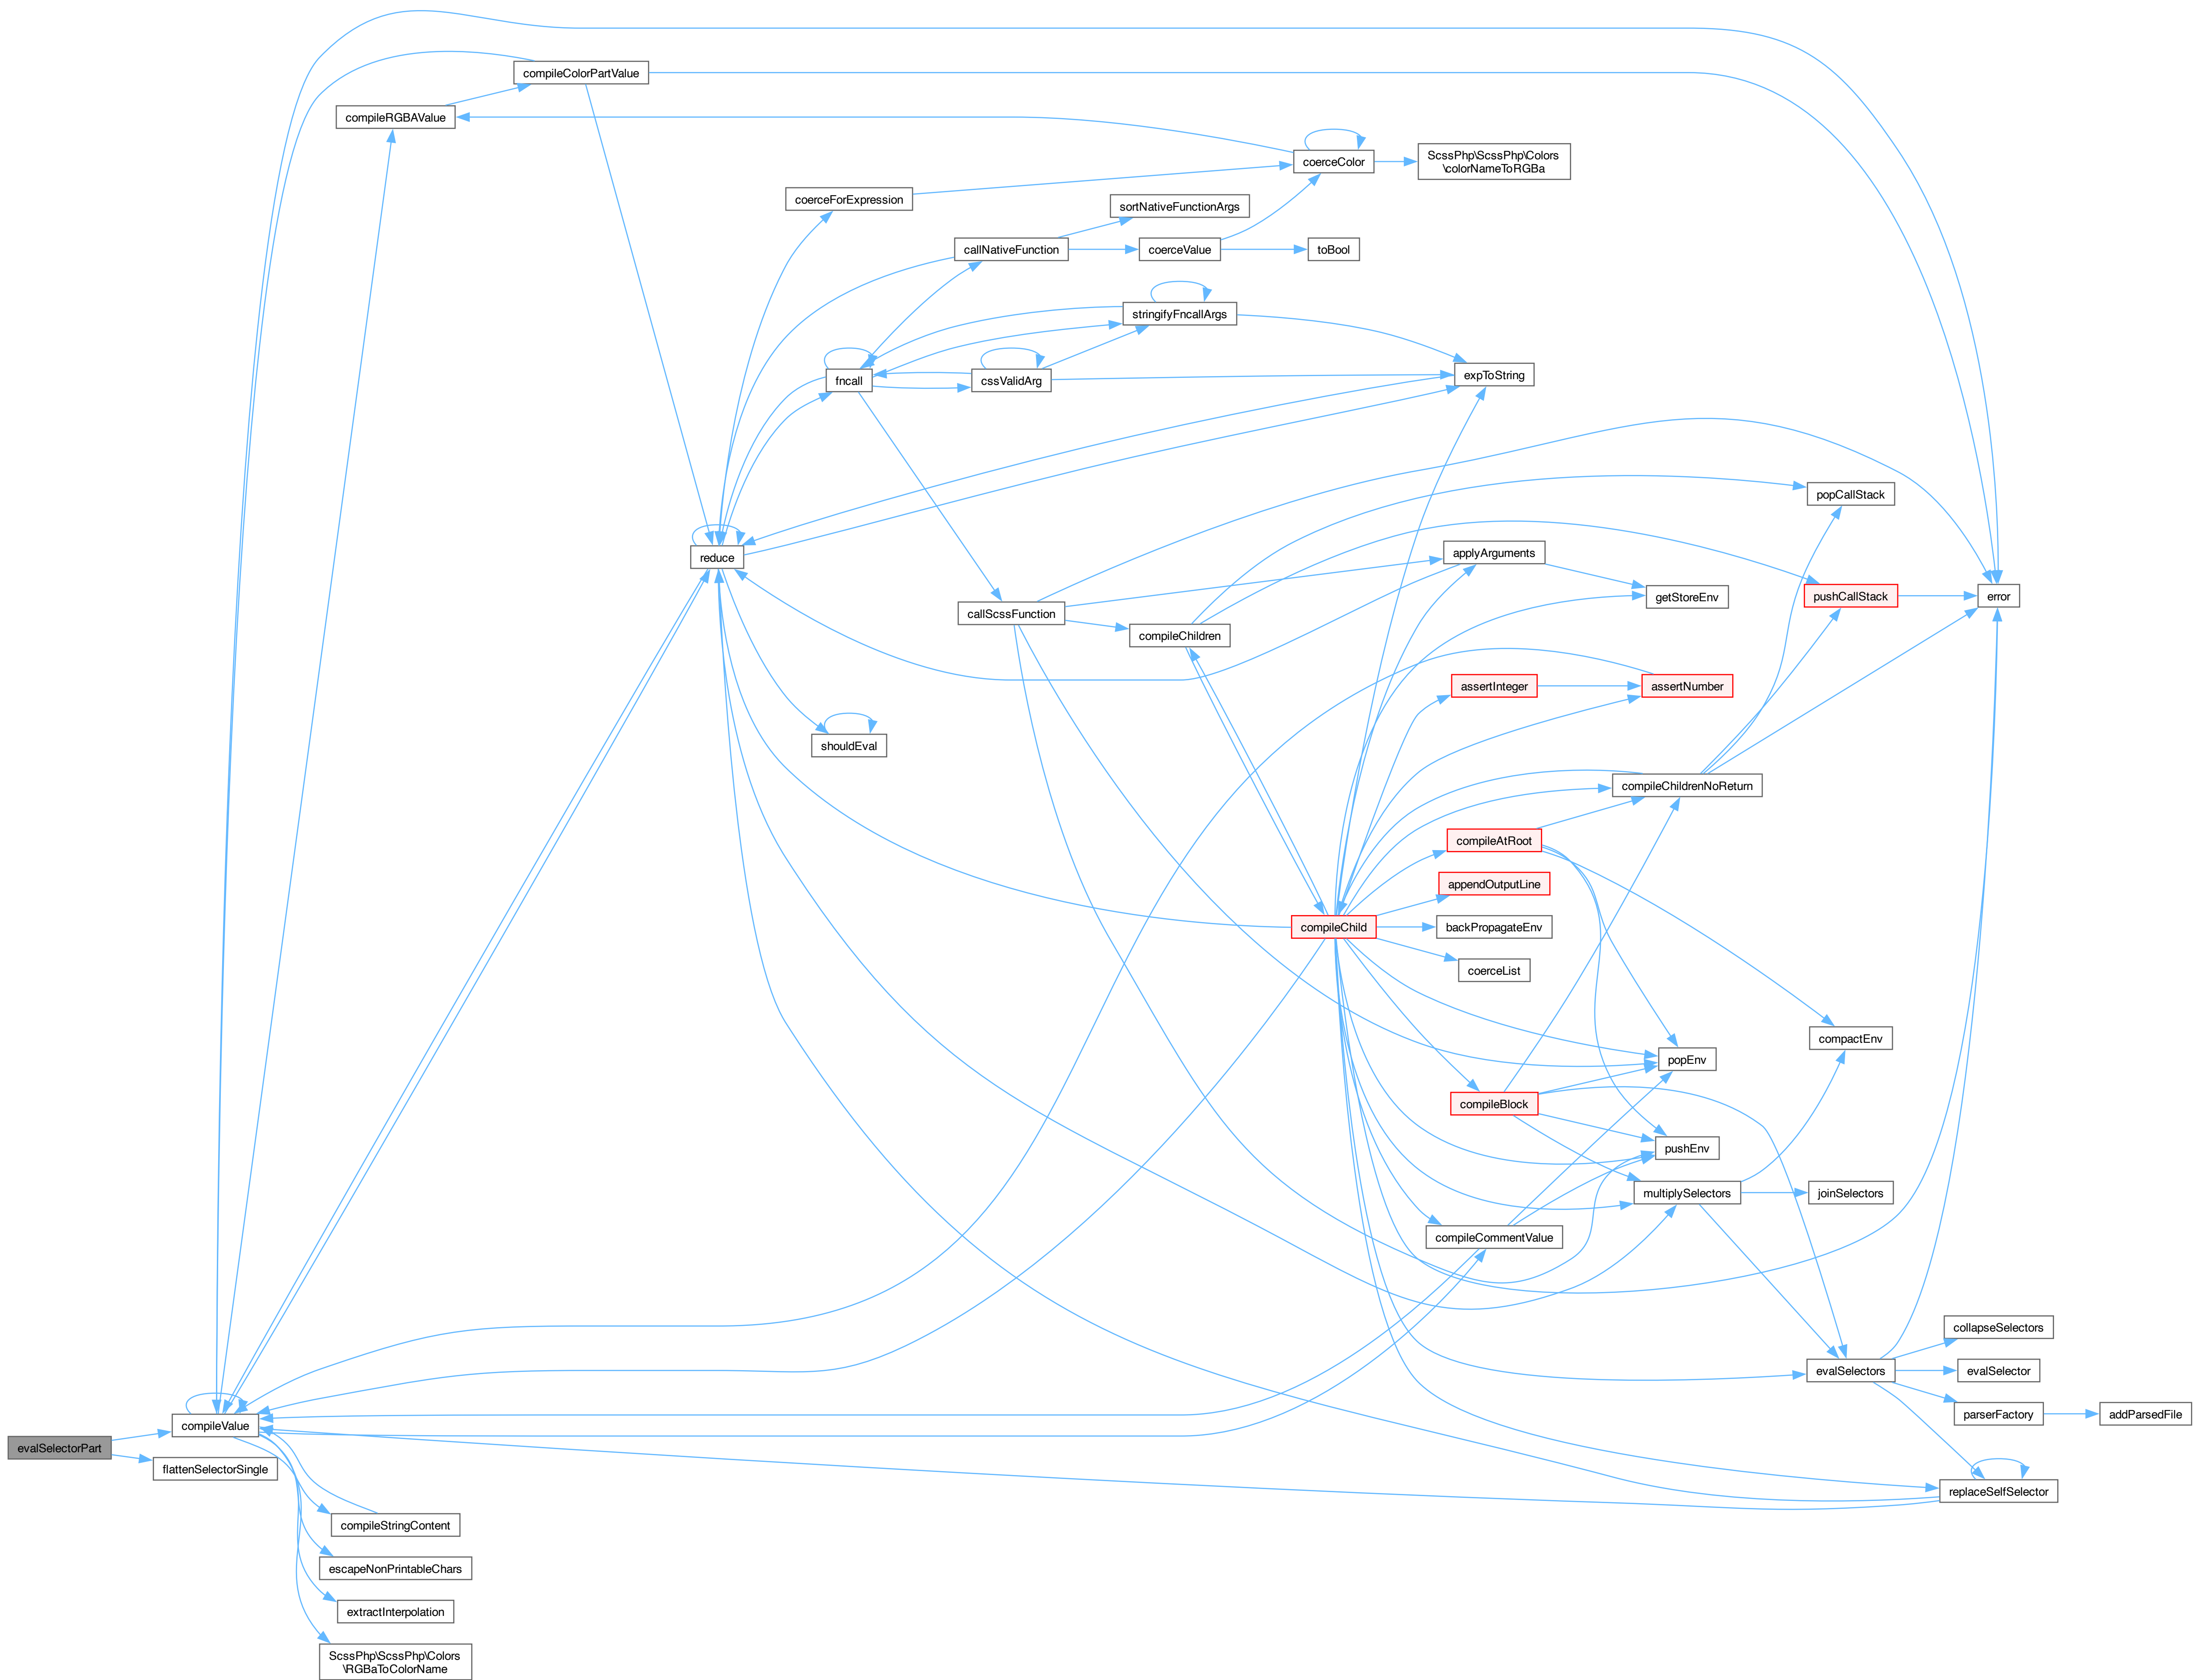 compileColorPartValue
compileRGBAValue
coerceColor
ScssPhp\ScssPhp\Colors
\colorNameToRGBa
coerceForExpression
sortNativeFunctionArgs
callNativeFunction
coerceValue
toBool
stringifyFncallArgs
fncall
cssValidArg
expToString
popCallStack
reduce
applyArguments
getStoreEnv
pushCallStack
error
callScssFunction
compileChildren
assertInteger
assertNumber
shouldEval
compileChildrenNoReturn
compileAtRoot
appendOutputLine
compileChild
backPropagateEnv
coerceList
compactEnv
popEnv
compileBlock
pushEnv
multiplySelectors
joinSelectors
compileCommentValue
collapseSelectors
evalSelectors
evalSelector
parserFactory
addParsedFile
compileValue
evalSelectorPart
flattenSelectorSingle
replaceSelfSelector
compileStringContent
escapeNonPrintableChars
extractInterpolation
ScssPhp\ScssPhp\Colors
\RGBaToColorName